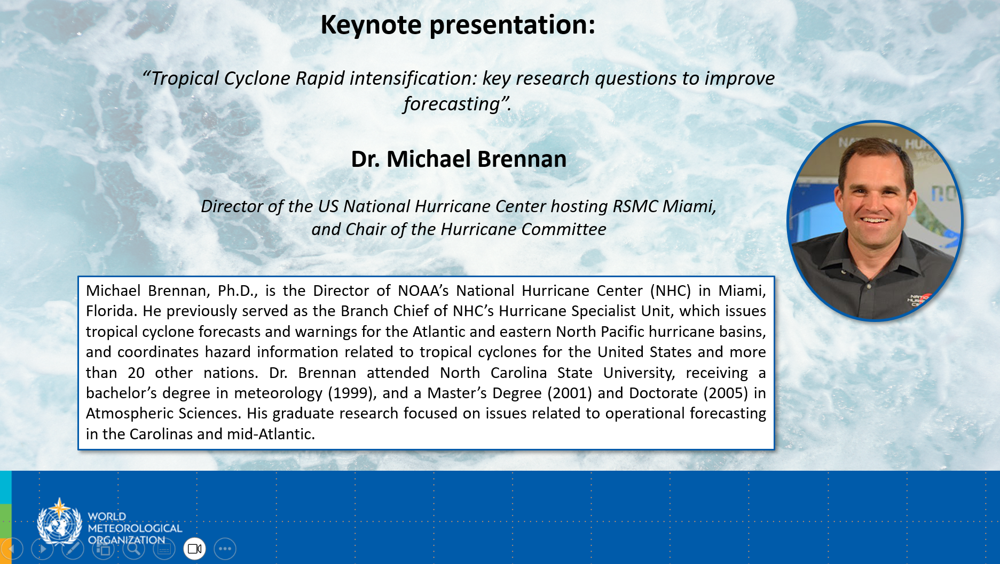 Keynote presentation:
“Tropical Cyclone Rapid intensification: key research questions to improve
forecasting”.
Dr. Michael Brennan
Director of the US National Hurricane Center hosting RSMC Miami,
and Chair of the Hurricane Committee
Michael Brennan, Ph.D., is the Director of NOAA’s National Hurricane Center (NHC) in Miami,
Florida. He previously served as the Branch Chief of NHC’s Hurricane Specialist Unit, which issues
tropical cyclone forecasts and warnings for the Atlantic and eastern North Pacific hurricane basins,
and coordinates hazard information related to tropical cyclones for the United States and more
than 20 other nations. Dr. Brennan attended North Carolina State University, receiving a
bachelor’s degree in meteorology (1999), and a Master’s Degree (2001) and Doctorate (2005) in
Atmospheric Sciences. His graduate research focused on issues related to operational forecasting
in the Carolinas and mid-Atlantic.
WORLD
METEOROLOGICAL
ORGANIZATION